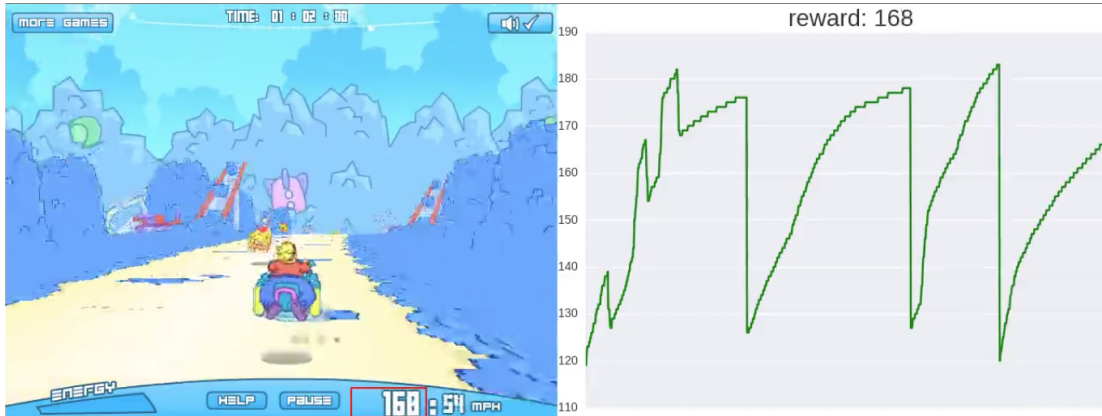 MORE GAMES
TIME: 01 : 02 :
reward: 168
190
180
170
160
150
140
130
120
110
ENERGY
HELP
PAUSE
168 : 54 MPH